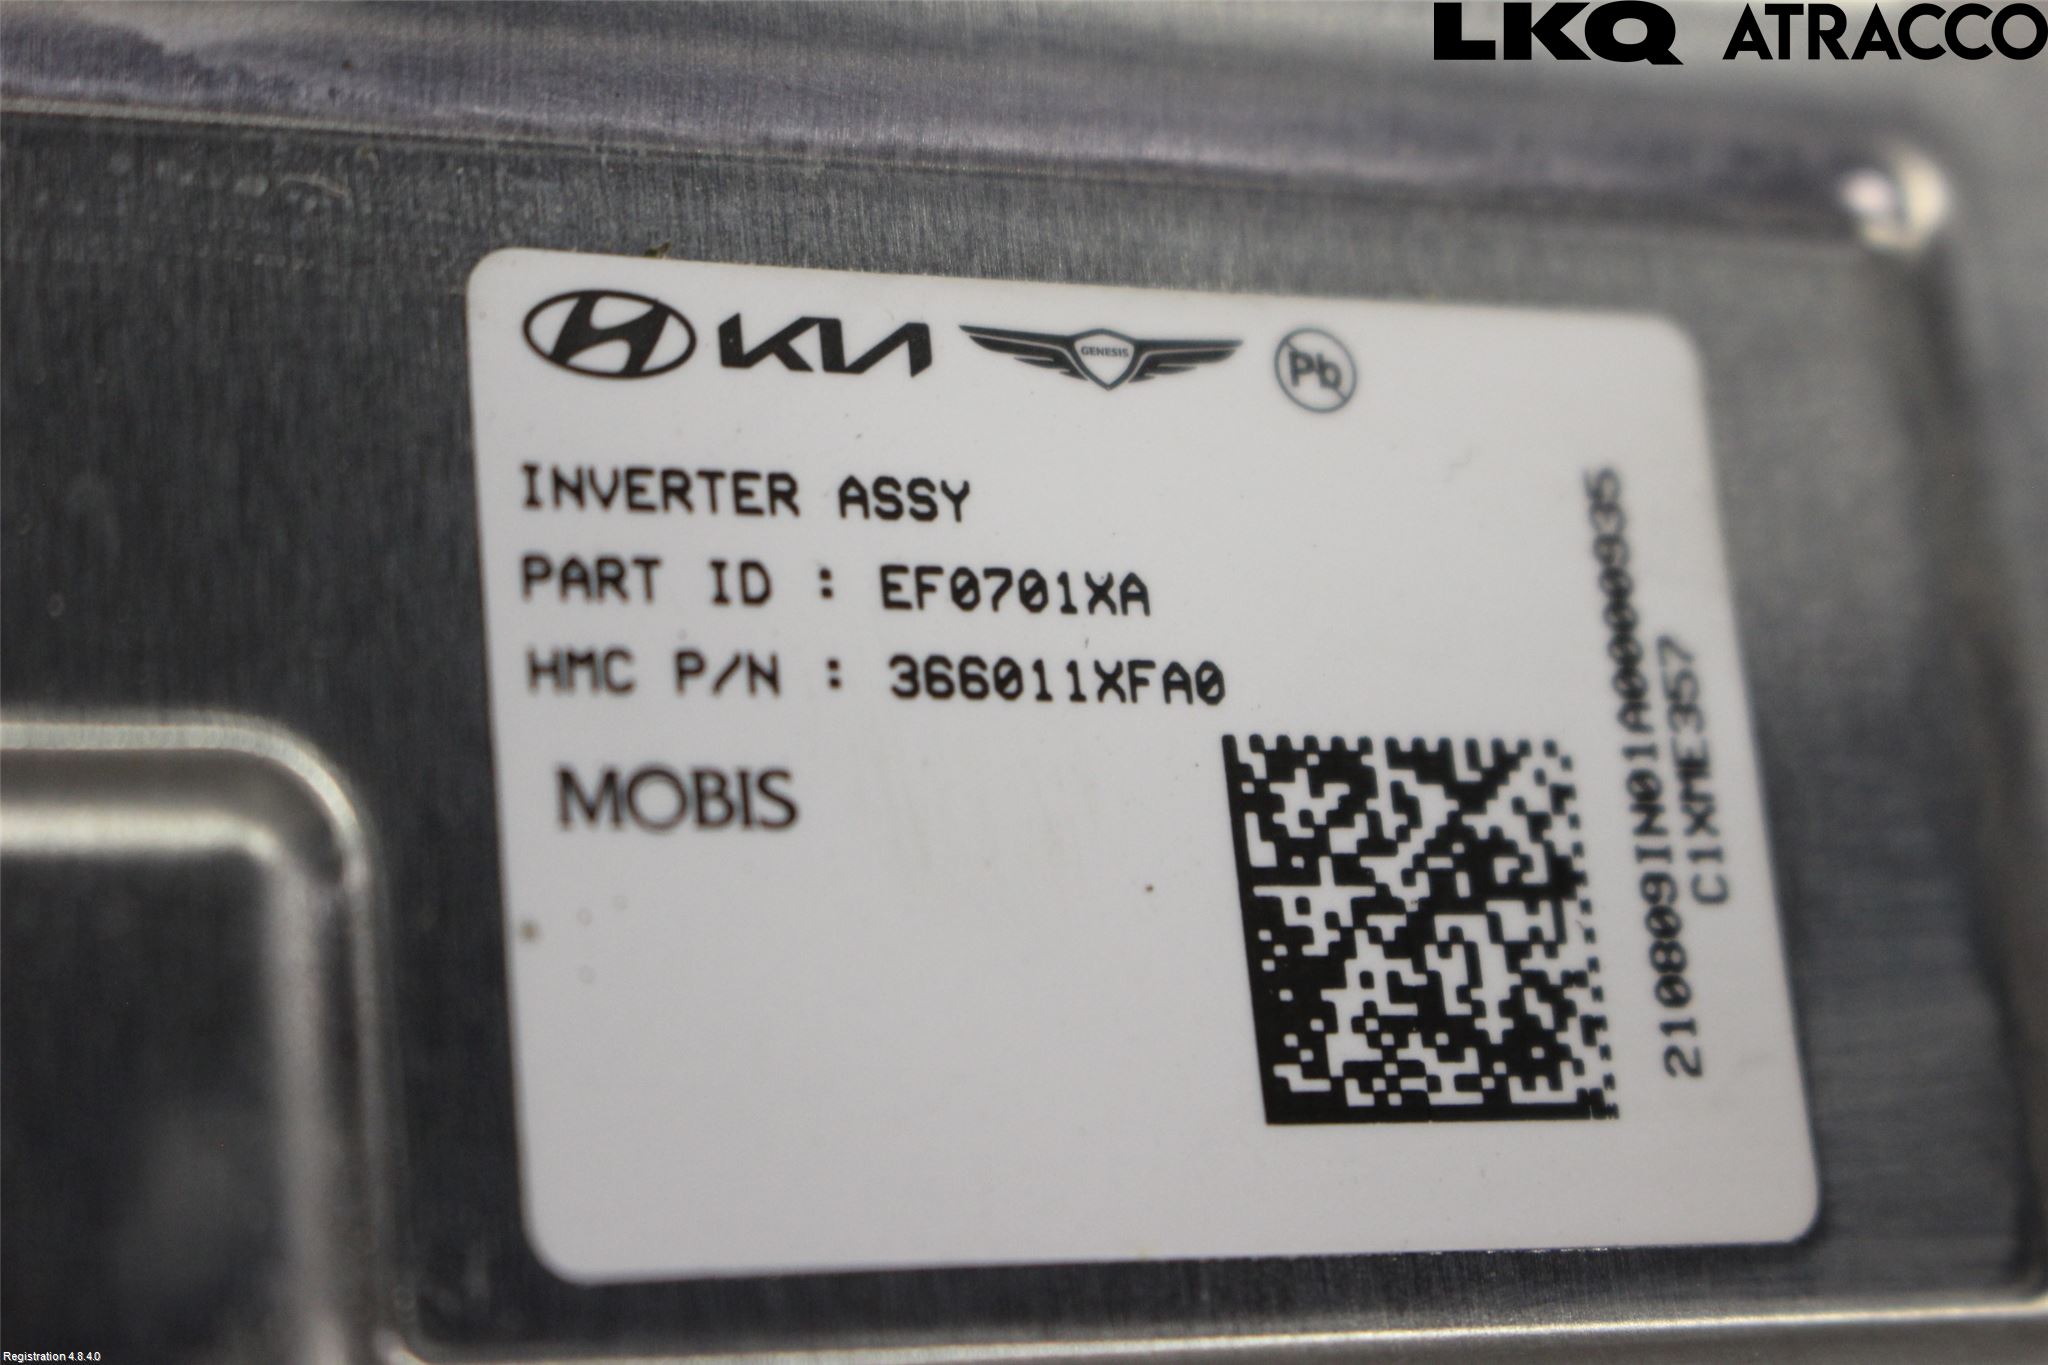 LKQ ATRACCO
KIA GENESIS Pb
INVERTER ASSY
PART ID : EF0701XA
HMC P/N : 366011XFA0
MOBIS
210809IN01A0000935
C1XME357
Registration 4.8.4.0